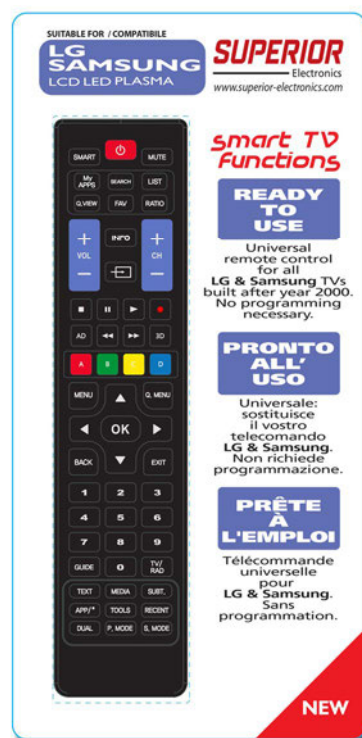 SUITABLE FOR / COMPATIBILE
LG
SAMSUNG
LCD LED PLASMA
SUPERIOR
Electronics
www.superior-electronics.com
smart TV
Functions
READY
TO
USE
Universal
remote control
for all
LG & Samsung TVs
built after year 2000.
No programming
necessary.
PRONTO
ALL'
USO
Universale:
sostituisce
il vostro
telecomando
LG & Samsung.
Non richiede
programmazione.
PRÊTE
À
L'EMPLOI
Télécommande
universelle
pour
LG & Samsung.
Sans
programmation.
NEW
SMART MUTE
My
APPS SEARCH LIST
Q.VIEW FAV RATIO
+ INFO +
VOL CH
- -
AD 3D
A B C D
MENU Q. MENU
OK
BACK EXIT
1 2 3
4 5 6
7 8 9
GUIDE 0 TV/
RAD
TEXT MEDIA SUBT.
APP/* TOOLS RECENT
DUAL P. MODE S. MODE